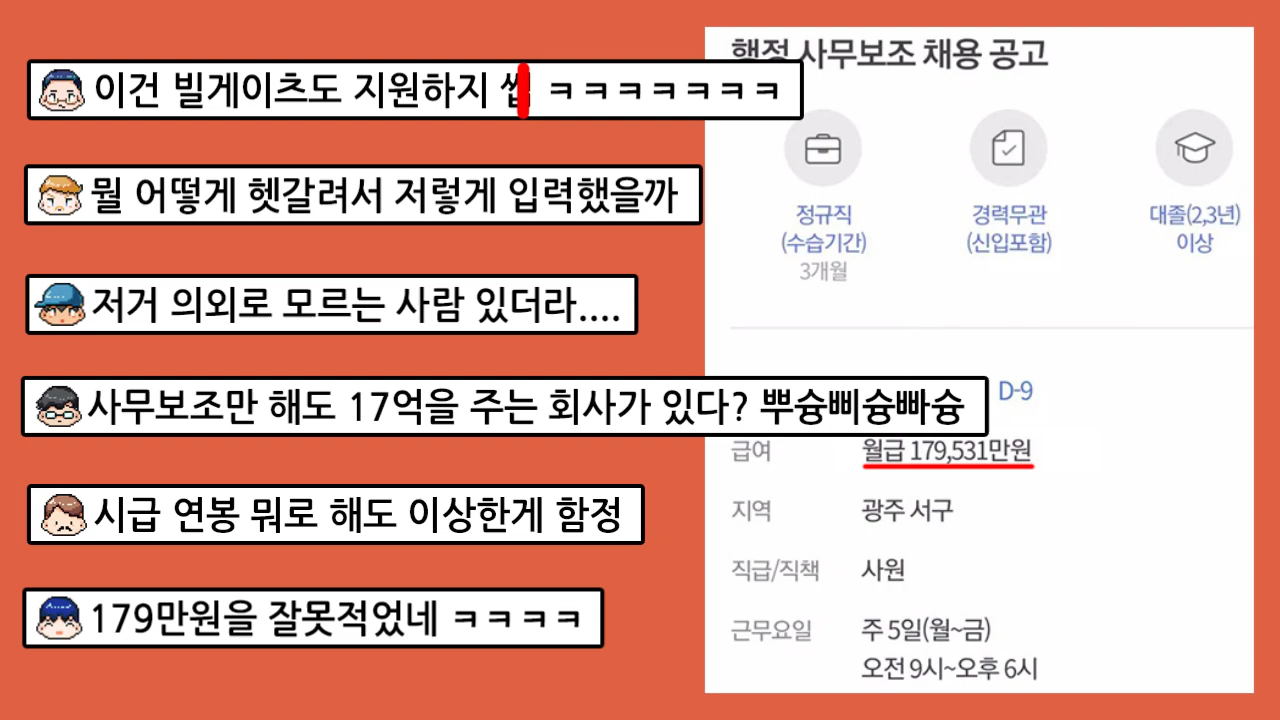 이건 빌게이츠도 지원하지 ㅋㅋㅋㅋㅋㅋㅋ
뭘 어떻게 헷갈려서 저렇게 입력했을까
저거 의외로 모르는 사람 있더라....
사무보조만 해도 17억을 주는 회사가 있다? 뿌슝삐슝빠슝
시급 연봉 뭐로 해도 이상한게 함정
179만원을 잘못적었네 ㅋㅋㅋㅋ
행정 사무보조 채용 공고
정규직
(수습기간)
3개월
경력무관
(신입포함)
대졸(2,3년)
이상
D-9
급여 월급 179,531만원
지역 광주 서구
직급/직책 사원
근무요일 주 5일(월~금)
오전 9시~오후 6시